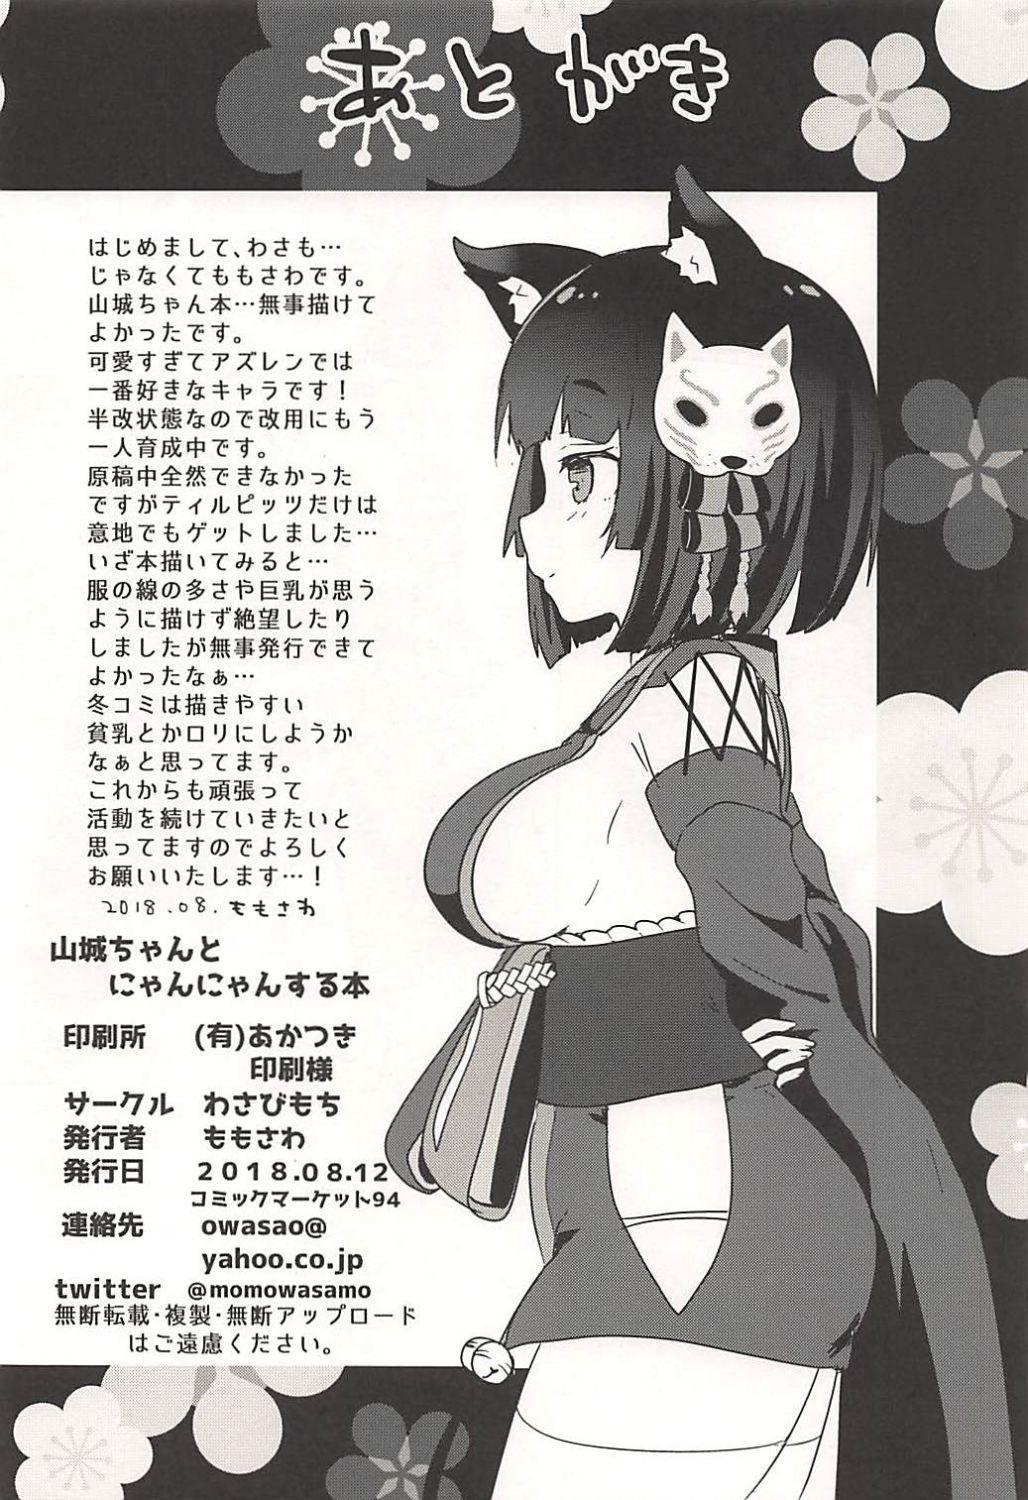 あとがき
はじめまして、わさも…
じゃなくてももさわです。
山城ちゃん本…無事描けて
よかったです。
可愛すぎてアズレンでは
一番好きなキャラです！
半改状態なので改用にもう
一人育成中です。
原稿中全然できなかった
ですがティルピッツだけは
意地でもゲットしました…
いざ本描いてみると…
服の線の多さや巨乳が思う
ように描けず絶望したり
しましたが無事発行できて
よかったなぁ…
冬コミは描きやすい
貧乳とかロリにしようか
なぁと思ってます。
これからも頑張って
活動を続けていきたいと
思ってますのでよろしく
お願いいたします…！
2018.08. ももさわ
山城ちゃんと
にゃんにゃんする本
印刷所 (有)あかつき
印刷様
サークル わさびもち
発行者 ももさわ
発行日 2018.08.12
コミックマーケット94
連絡先 owasao@
yahoo.co.jp
twitter @momowasamo
無断転載・複製・無断アップロード
はご遠慮ください。